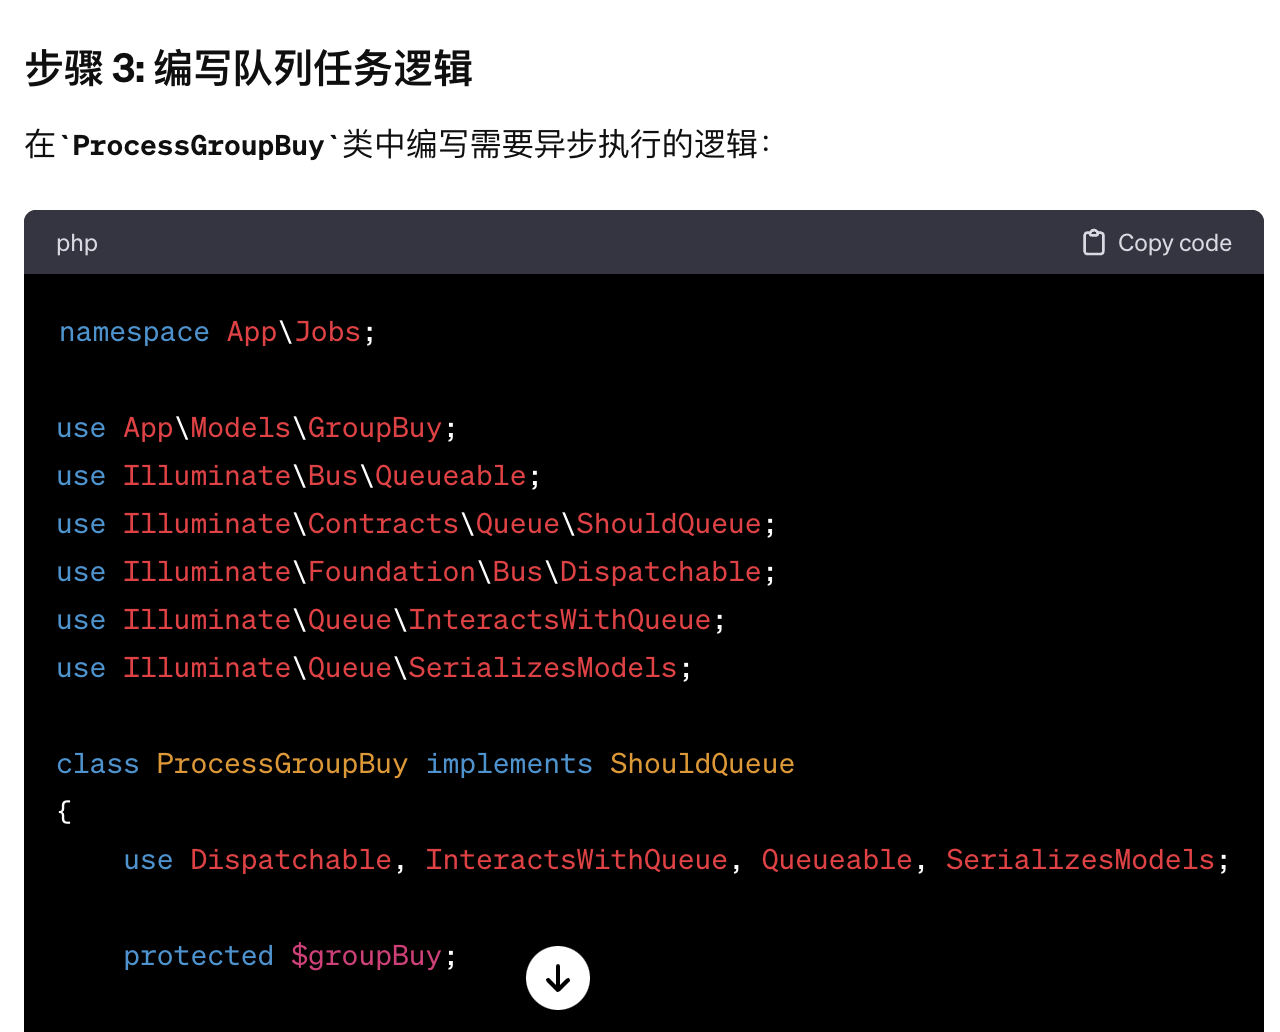 步骤 3: 编写队列任务逻辑
在`ProcessGroupBuy`类中编写需要异步执行的逻辑：
php
Copy code
namespace App\Jobs;
use App\Models\GroupBuy;
use Illuminate\Bus\Queueable;
use Illuminate\Contracts\Queue\ShouldQueue;
use Illuminate\Foundation\Bus\Dispatchable;
use Illuminate\Queue\InteractsWithQueue;
use Illuminate\Queue\SerializesModels;
class ProcessGroupBuy implements ShouldQueue
{
    use Dispatchable, InteractsWithQueue, Queueable, SerializesModels;
    protected $groupBuy;